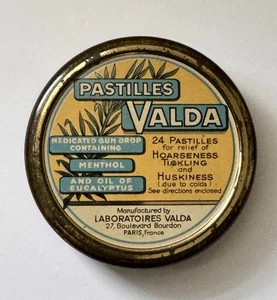 PASTILLES
VALDA
MEDICATED GUM DROP
CONTAINING
MENTHOL
AND OIL OF
EUCALYPTUS
24 PASTILLES
for relief of
HOARSENESS
TICKLING
and
HUSKINESS
(due to colds)
See directions enclosed
Manufactured by
LABORATOIRES VALDA
27, Boulevard Bourdon
PARIS, France